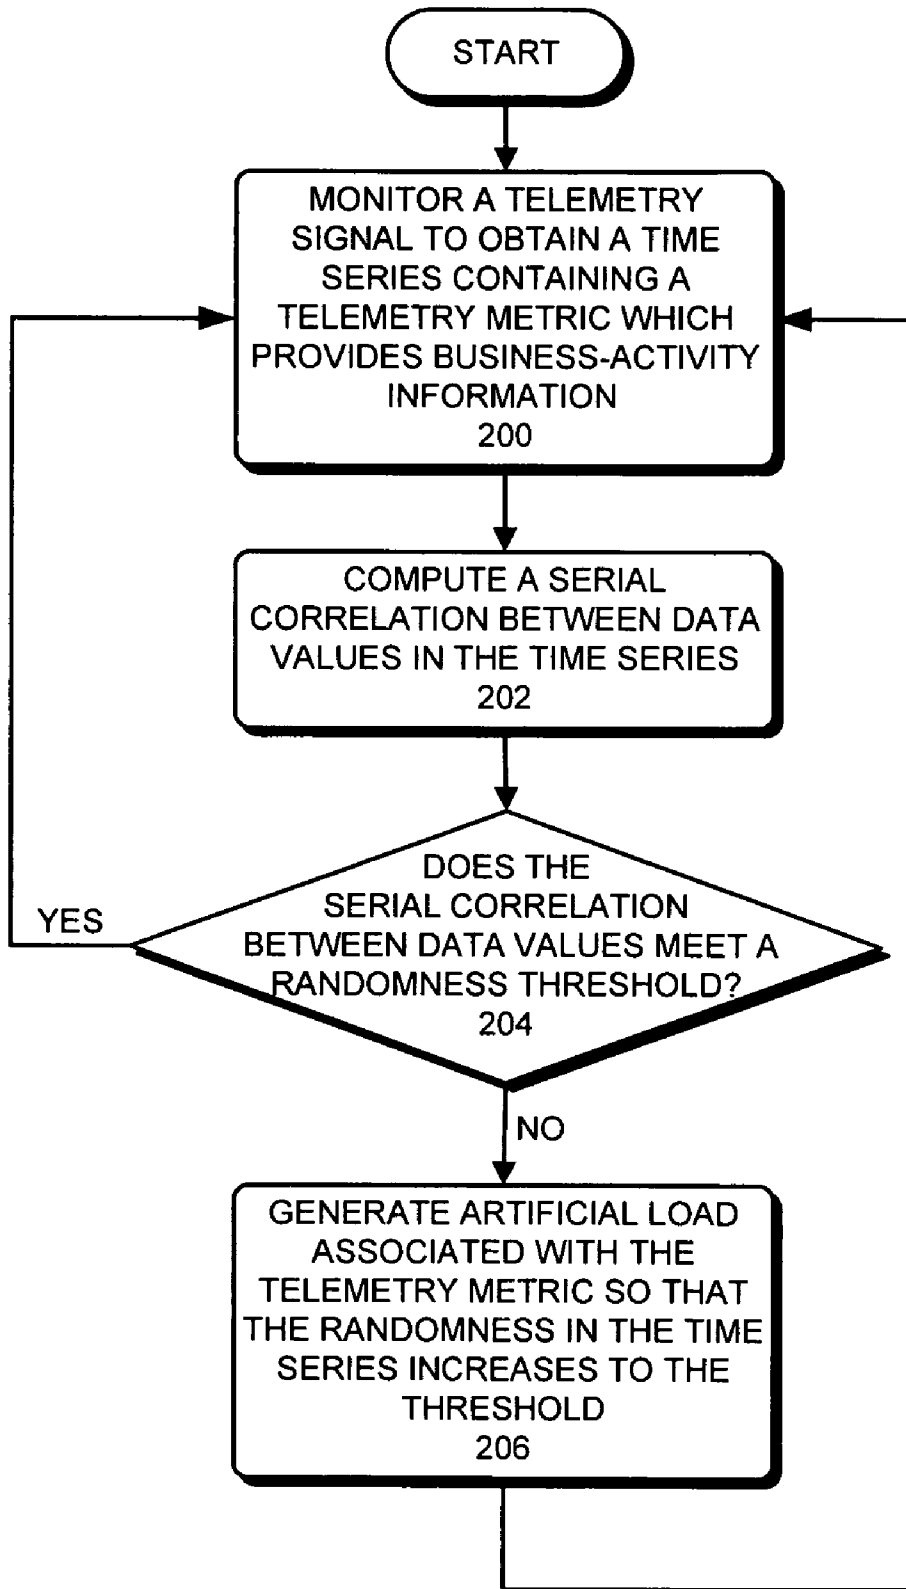 START
MONITOR A TELEMETRY
SIGNAL TO OBTAIN A TIME
SERIES CONTAINING A
TELEMETRY METRIC WHICH
PROVIDES BUSINESS-ACTIVITY
INFORMATION
200
COMPUTE A SERIAL
CORRELATION BETWEEN DATA
VALUES IN THE TIME SERIES
202
DOES THE
SERIAL CORRELATION
BETWEEN DATA VALUES MEET A
RANDOMNESS THRESHOLD?
204
YES
NO
GENERATE ARTIFICIAL LOAD
ASSOCIATED WITH THE
TELEMETRY METRIC SO THAT
THE RANDOMNESS IN THE TIME
SERIES INCREASES TO THE
THRESHOLD
206